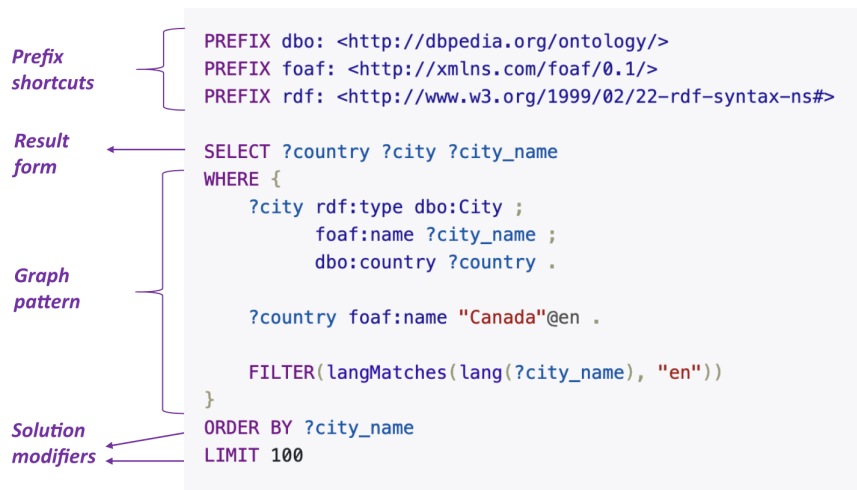 Prefix
shortcuts
PREFIX dbo: <http://dbpedia.org/ontology/>
PREFIX foaf: <http://xmlns.com/foaf/0.1/>
PREFIX rdf: <http://www.w3.org/1999/02/22-rdf-syntax-ns#>
Result
form
SELECT ?country ?city ?city_name
Graph
pattern
WHERE {
    ?city rdf:type dbo:City ;
          foaf:name ?city_name ;
          dbo:country ?country .
    ?country foaf:name "Canada"@en .
    FILTER(langMatches(lang(?city_name), "en"))
}
Solution
modifiers
ORDER BY ?city_name
LIMIT 100